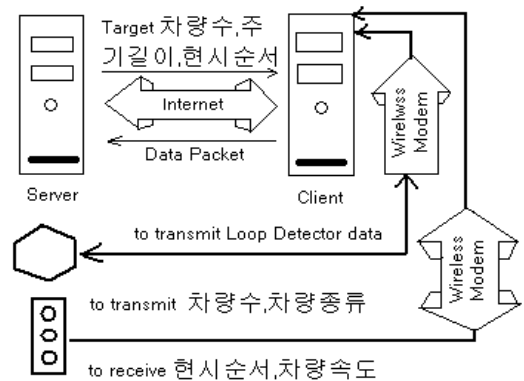 Target 차량수,주
기길이,현시순서
Internet
Data Packet
Server
Client
Wirelwss
Modem
to transmit Loop Detector data
Wireless
Modem
to transmit 차량수,차량종류
to receive 현시순서,차량속도